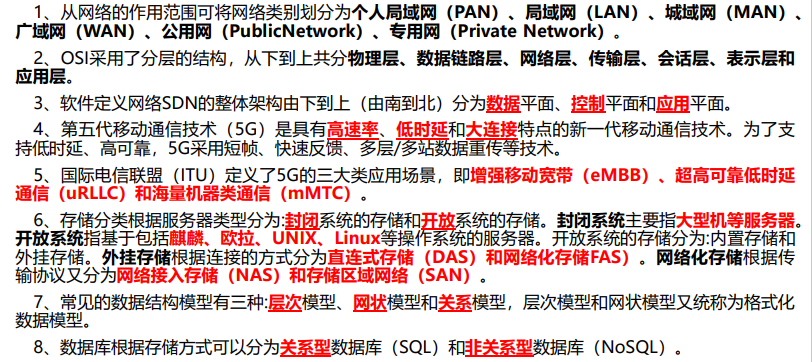 1、从网络的作用范围可将网络类别划分为个人局域网（PAN）、局域网（LAN）、城域网（MAN）、
广域网（WAN）、公用网（PublicNetwork）、专用网（Private Network）。
2、OSI采用了分层的结构，从下到上共分物理层、数据链路层、网络层、传输层、会话层、表示层和
应用层。
3、软件定义网络SDN的整体架构由下到上（由南到北）分为数据平面、控制平面和应用平面。
4、第五代移动通信技术（5G）是具有高速率、低时延和大连接特点的新一代移动通信技术。为了支
持低时延、高可靠，5G采用短帧、快速反馈、多层/多站数据重传等技术。
5、国际电信联盟（ITU）定义了5G的三大类应用场景，即增强移动宽带（eMBB）、超高可靠低时延
通信（uRLLC）和海量机器类通信（mMTC）。
6、存储分类根据服务器类型分为:封闭系统的存储和开放系统的存储。封闭系统主要指大型机等服务器。
开放系统指基于包括麒麟、欧拉、UNIX、Linux等操作系统的服务器。开放系统的存储分为:内置存储和
外挂存储。外挂存储根据连接的方式分为直连式存储（DAS）和网络化存储FAS）。网络化存储根据传
输协议又分为网络接入存储（NAS）和存储区域网络（SAN）。
7、常见的数据结构模型有三种:层次模型、网状模型和关系模型，层次模型和网状模型又统称为格式化
数据模型。
8、数据库根据存储方式可以分为关系型数据库（SQL）和非关系型数据库（NoSQL）。